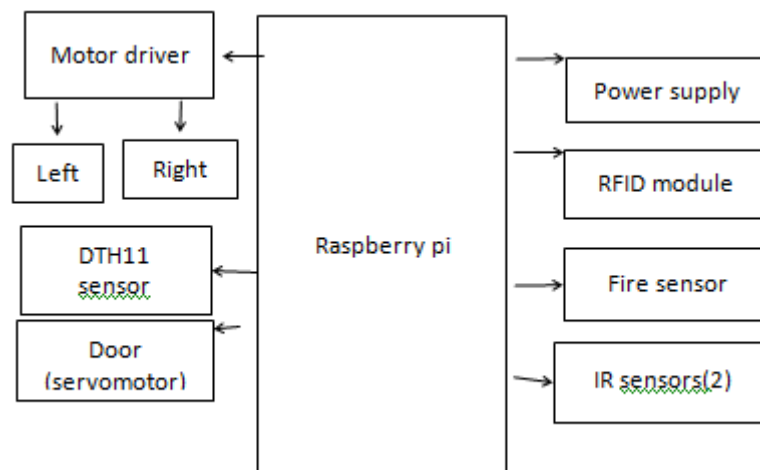 Motor driver
Left
Right
DTH11
sensor
Door
(servomotor)
Raspberry pi
Power supply
RFID module
Fire sensor
IR sensors(2)